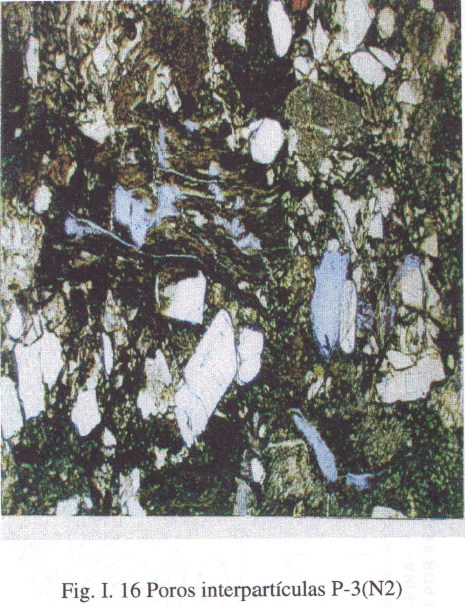 Fig. I. 16 Poros interpartículas P-3(N2)